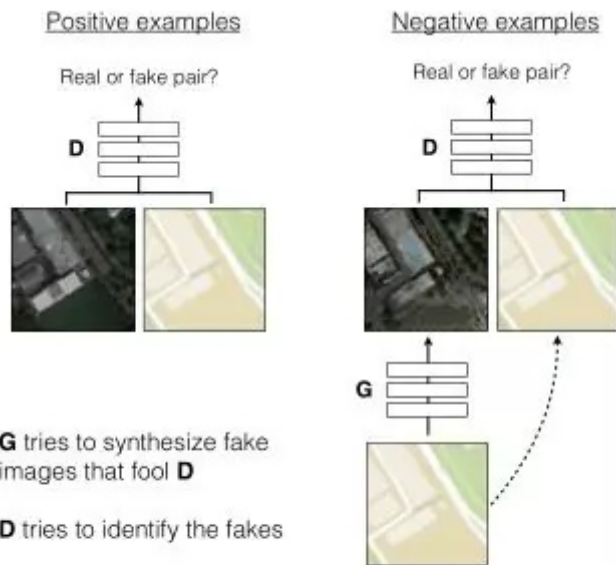 Positive examples
Negative examples
Real or fake pair?
Real or fake pair?
D
D
G
G tries to synthesize fake
images that fool D
D tries to identify the fakes